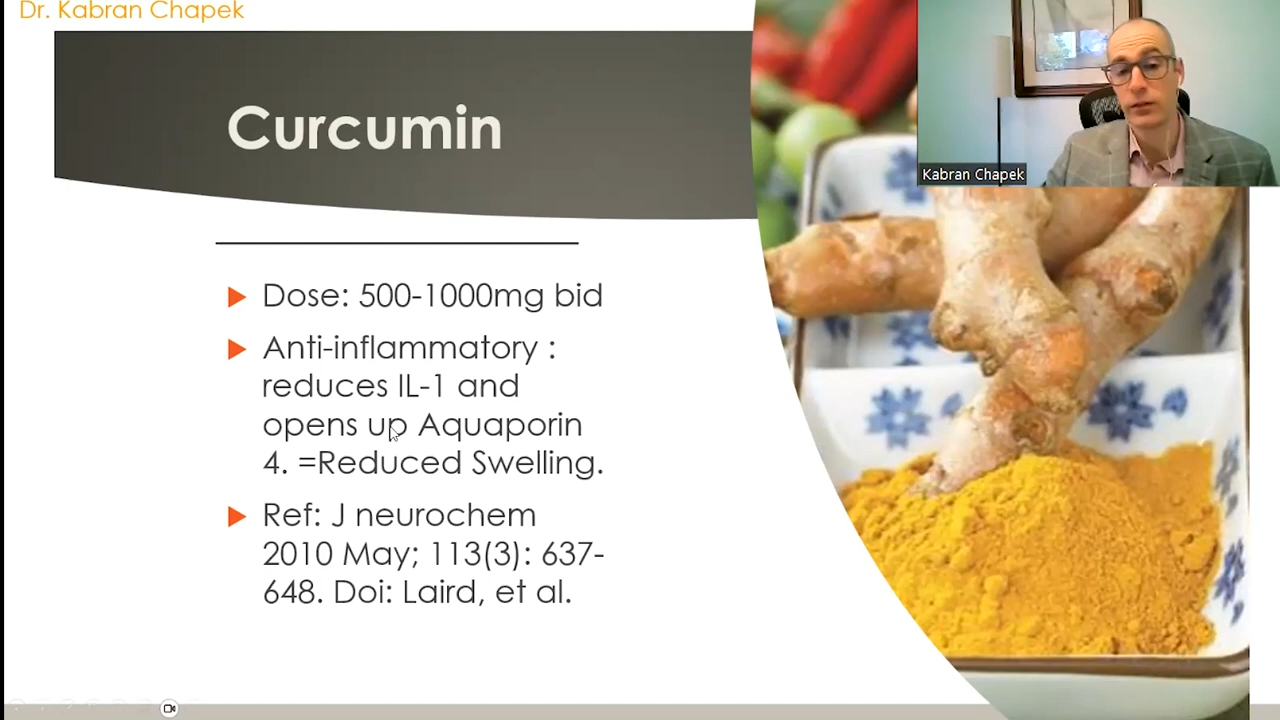 Dr. Kabran Chapek
Curcumin
Kabran Chapek
Dose: 500-1000mg bid
Anti-inflammatory :
reduces IL-1 and
opens up Aquaporin
4. =Reduced Swelling.
Ref: J neurochem
2010 May; 113(3): 637-
648. Doi: Laird, et al.